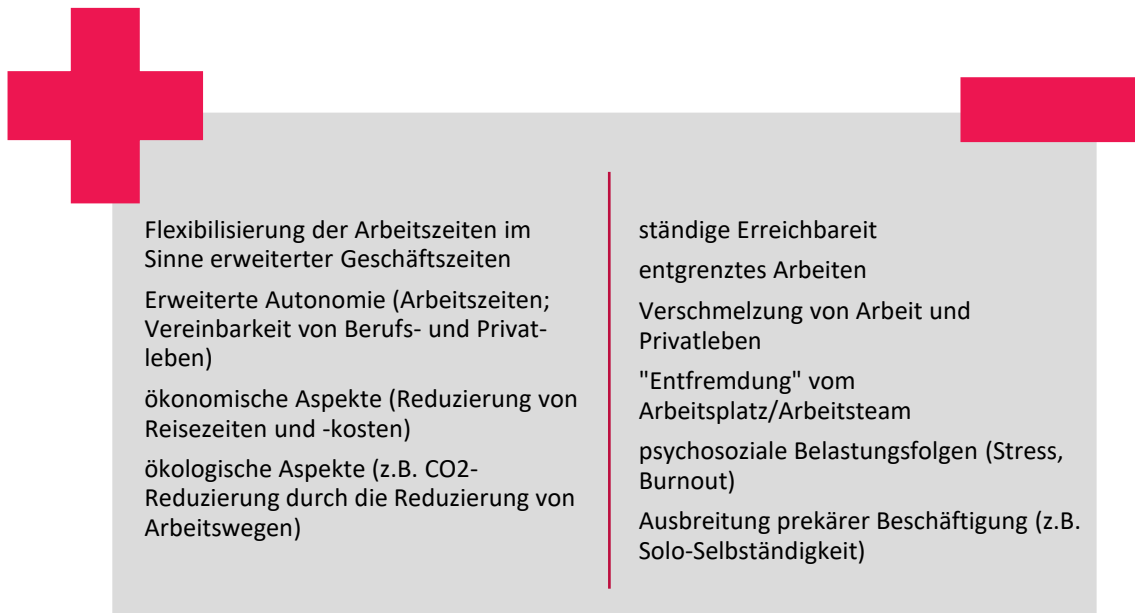 Flexibilisierung der Arbeitszeiten im
Sinne erweiterter Geschäftszeiten
Erweiterte Autonomie (Arbeitszeiten;
Vereinbarkeit von Berufs- und Privat-
leben)
ökonomische Aspekte (Reduzierung von
Reisezeiten und -kosten)
ökologische Aspekte (z.B. CO2-
Reduzierung durch die Reduzierung von
Arbeitswegen)
ständige Erreichbareit
entgrenztes Arbeiten
Verschmelzung von Arbeit und
Privatleben
"Entfremdung" vom
Arbeitsplatz/Arbeitsteam
psychosoziale Belastungsfolgen (Stress,
Burnout)
Ausbreitung prekärer Beschäftigung (z.B.
Solo-Selbständigkeit)